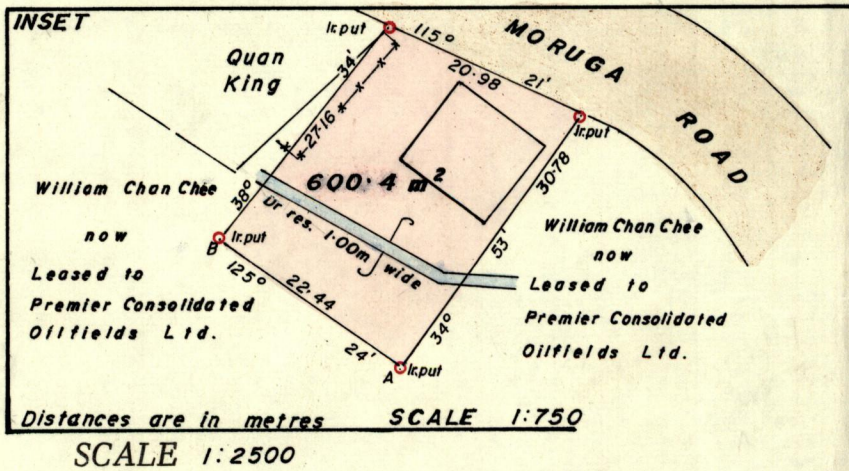 INSET
Ir. put
115°
20·98
21'
MORUGA
ROAD
Quan
King
34'
27·16
38°
Ir. put
30·78
53'
34°
600·4 m²
Dr res. 1·00m wide
William Chan Chee
now
Leased to
Premier Consolidated
Oilfields Ltd.
B
Ir. put
125°
22·44
24'
A
Ir. put
William Chan Chee
now
Leased to
Premier Consolidated
Oilfields Ltd.
Distances are in metres
SCALE 1:750
SCALE 1:2500